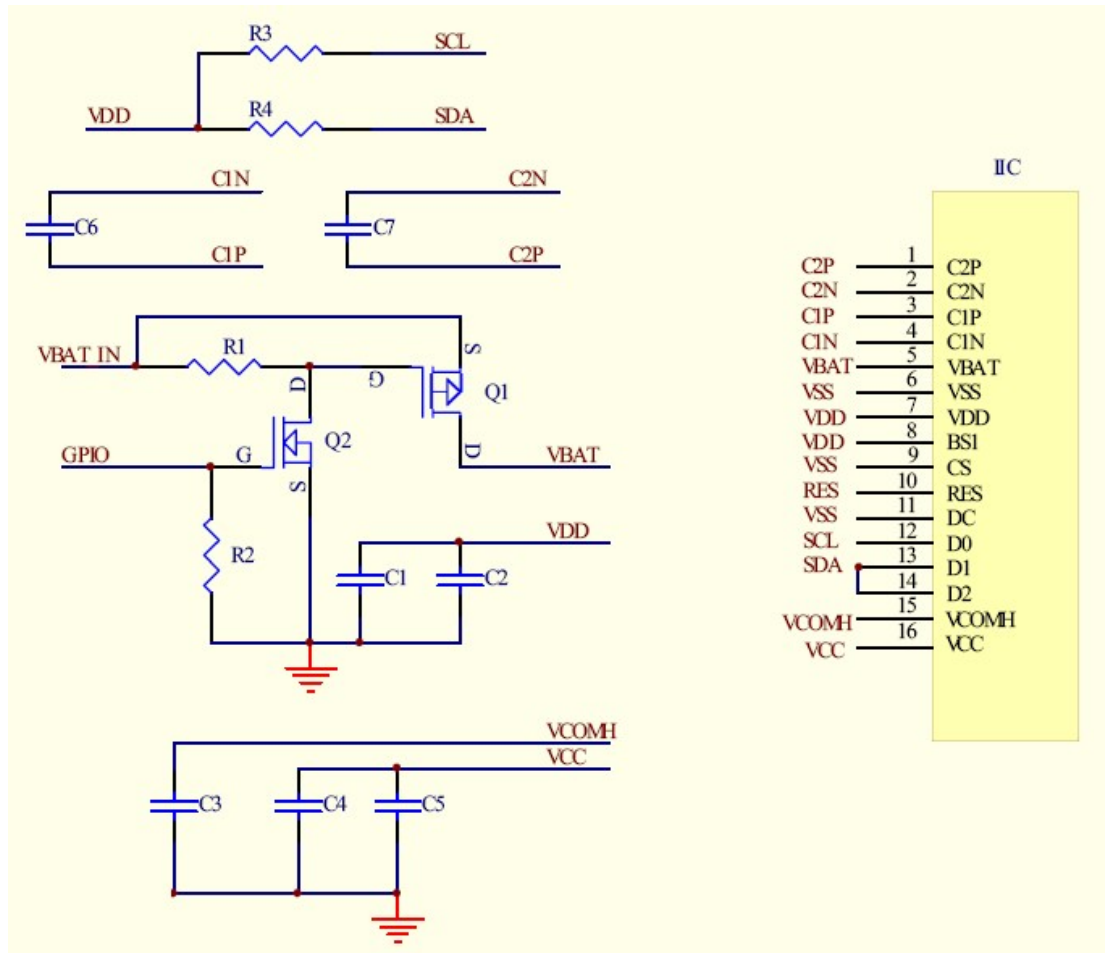 R3
SCL
VDD
R4
SDA
C1N
C6
C1P
C2N
C7
C2P
VBAT IN
R1
D
G
S
Q1
D
VBAT
GPIO
G
Q2
S
R2
VDD
C1
C2
VCOMH
VCC
C3
C4
C5
IIC
C2P 1 C2P
C2N 2 C2N
C1P 3 C1P
C1N 4 C1N
VBAT 5 VBAT
VSS 6 VSS
VDD 7 VDD
VDD 8 BS1
VSS 9 CS
RES 10 RES
VSS 11 DC
SCL 12 D0
SDA 13 D1
14 D2
VCOMH 15 VCOMH
VCC 16 VCC